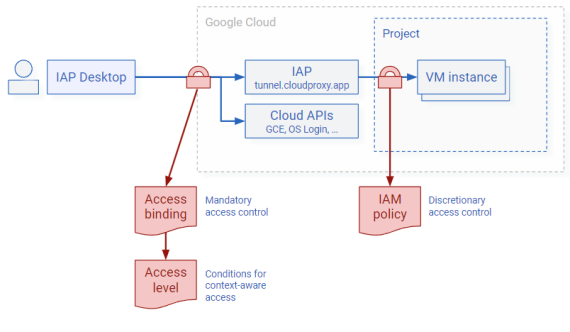 Google Cloud
Project
IAP Desktop
IAP
tunnel.cloudproxy.app
VM instance
Cloud APIs
GCE, OS Login, ...
Access
binding
Mandatory
access control
IAM
policy
Discretionary
access control
Access
level
Conditions for
context-aware
access